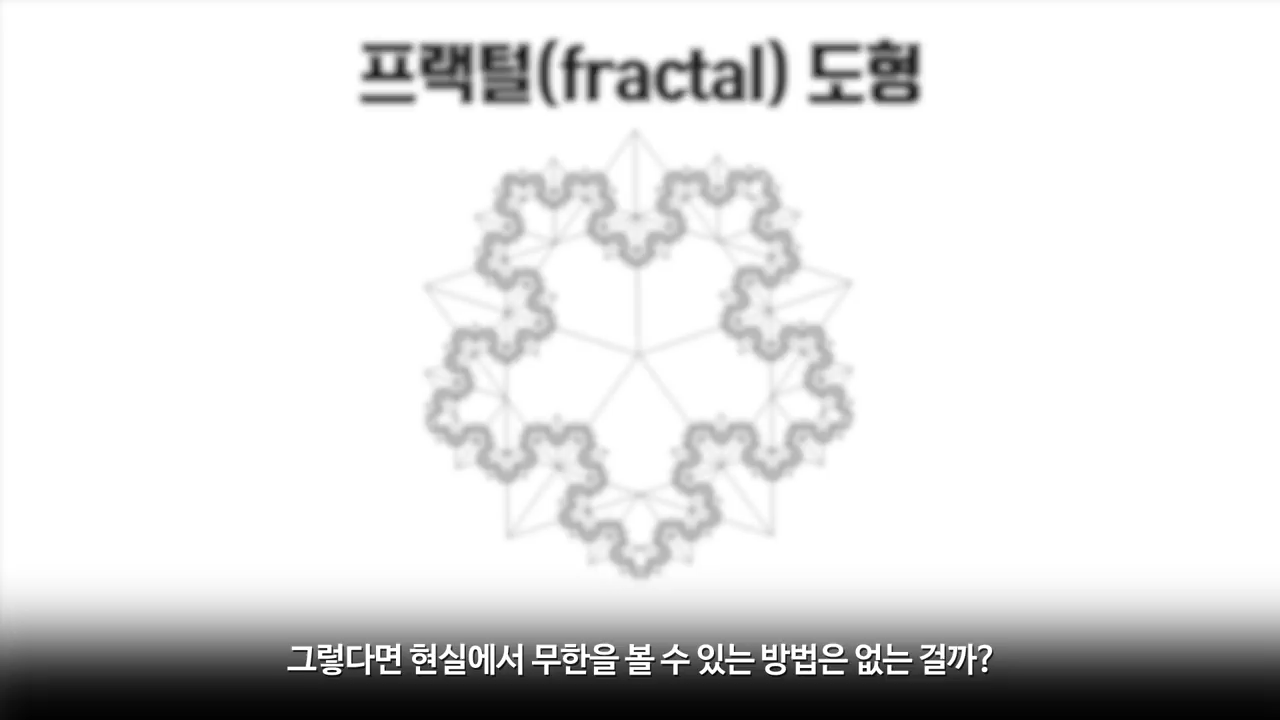 프랙털(fractal) 도형
그렇다면 현실에서 무한을 볼 수 있는 방법은 없는 걸까?